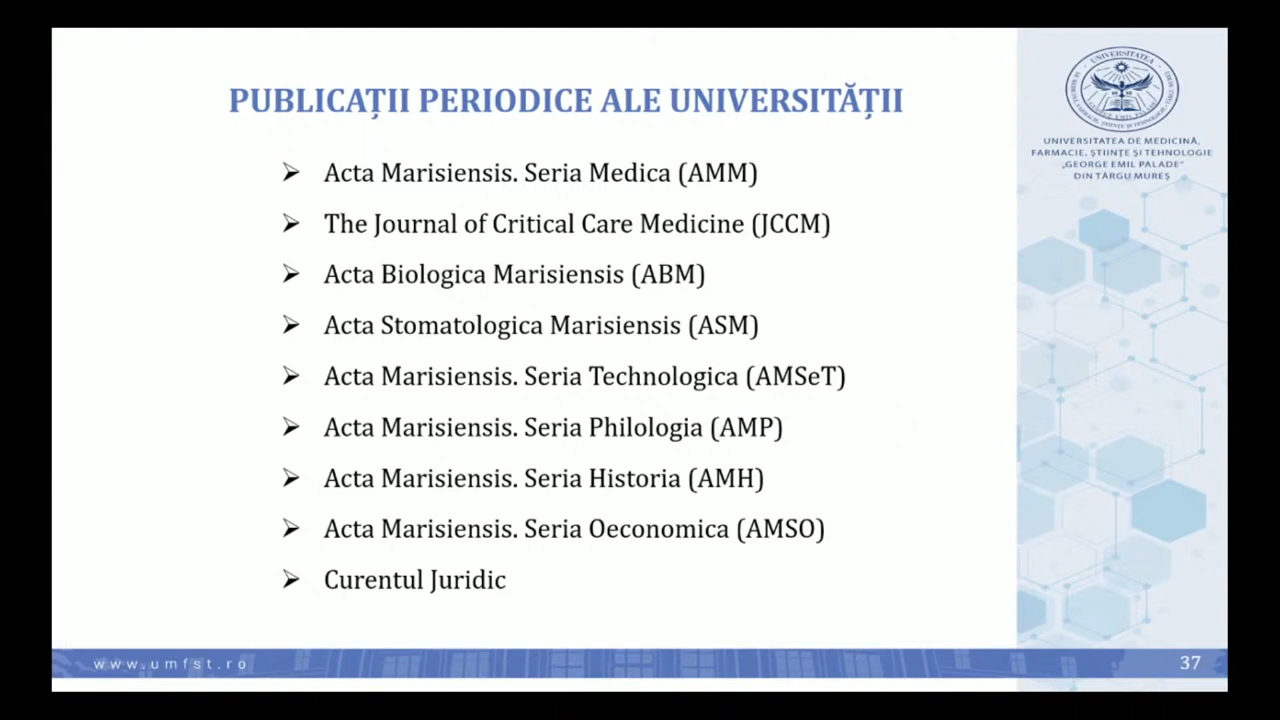 PUBLICAȚII PERIODICE ALE UNIVERSITĂȚII
➢ Acta Marisiensis. Seria Medica (AMM)
➢ The Journal of Critical Care Medicine (JCCM)
➢ Acta Biologica Marisiensis (ABM)
➢ Acta Stomatologica Marisiensis (ASM)
➢ Acta Marisiensis. Seria Technologica (AMSeT)
➢ Acta Marisiensis. Seria Philologia (AMP)
➢ Acta Marisiensis. Seria Historia (AMH)
➢ Acta Marisiensis. Seria Oeconomica (AMSO)
➢ Curentul Juridic
UNIVERSITATEA DE MEDICINĂ,
FARMACIE, ȘTIINȚE ȘI TEHNOLOGIE
„GEORGE EMIL PALADE”
DIN TÂRGU MUREȘ
www.umfst.ro
37